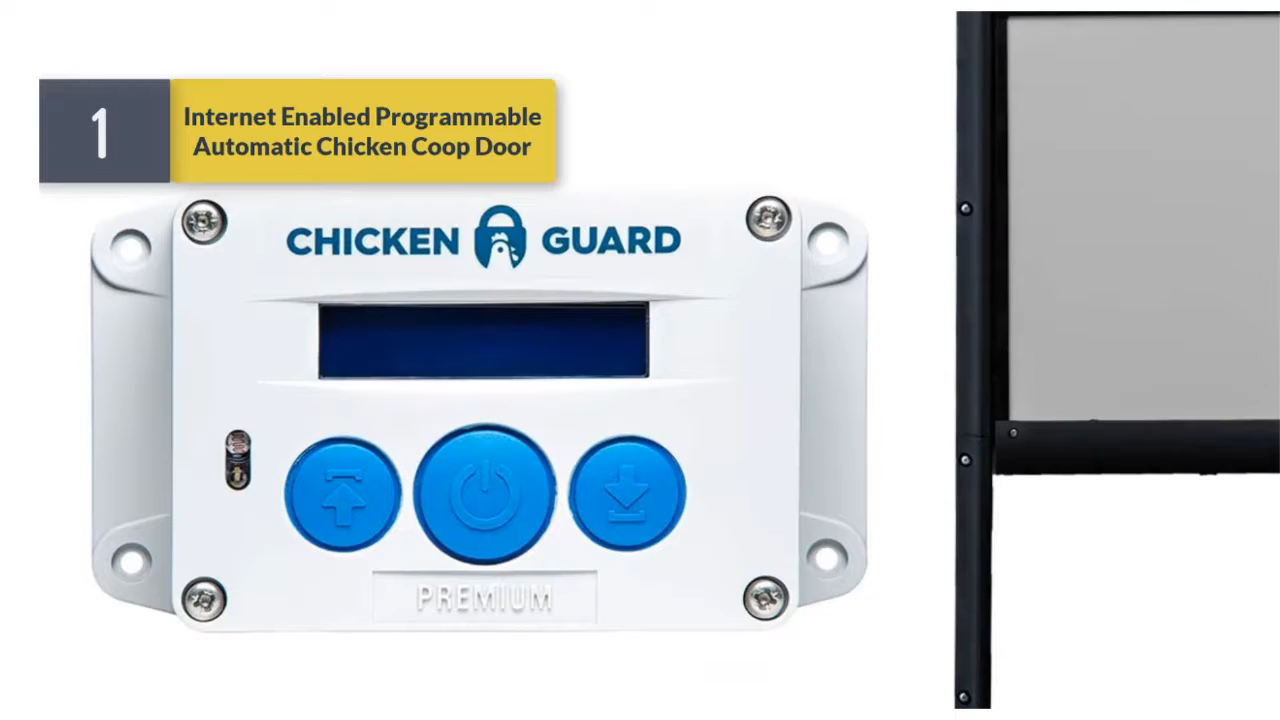 1
Internet Enabled Programmable
Automatic Chicken Coop Door
CHICKEN GUARD
PREMIUM